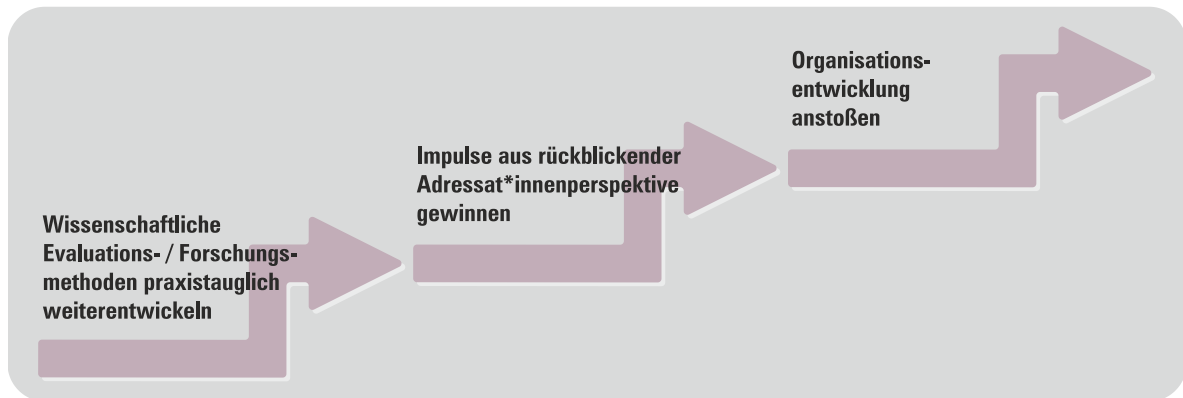 Wissenschaftliche
Evaluations- / Forschungs-
methoden praxistauglich
weiterentwickeln
Impulse aus rückblickender
Adressat*innenperspektive
gewinnen
Organisations-
entwicklung
anstoßen